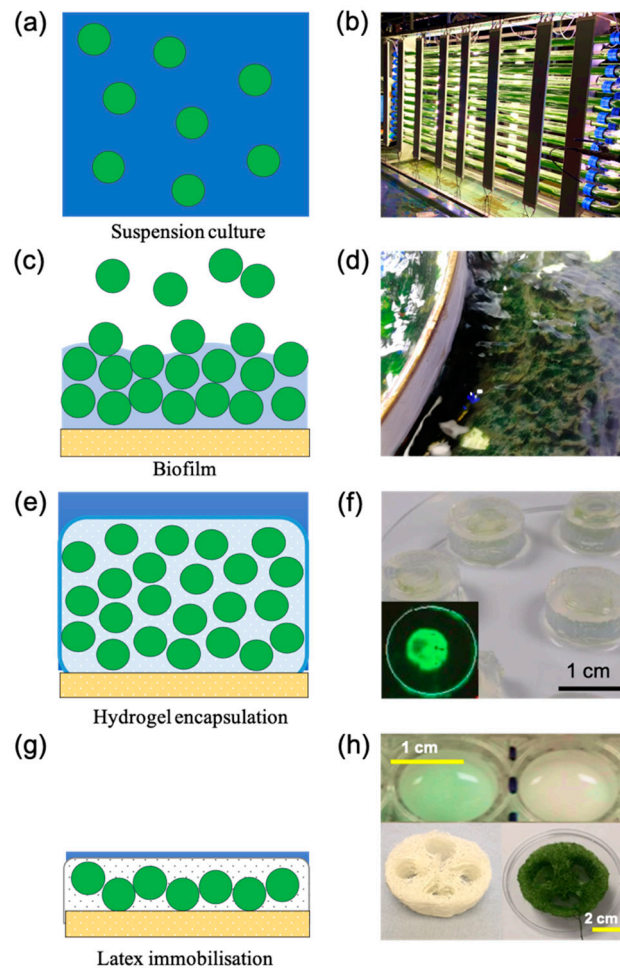 (a)
(b)
Suspension culture
(c)
(d)
Biofilm
(e)
(f)
1 cm
Hydrogel encapsulation
(g)
(h)
1 cm
2 cm
Latex immobilisation